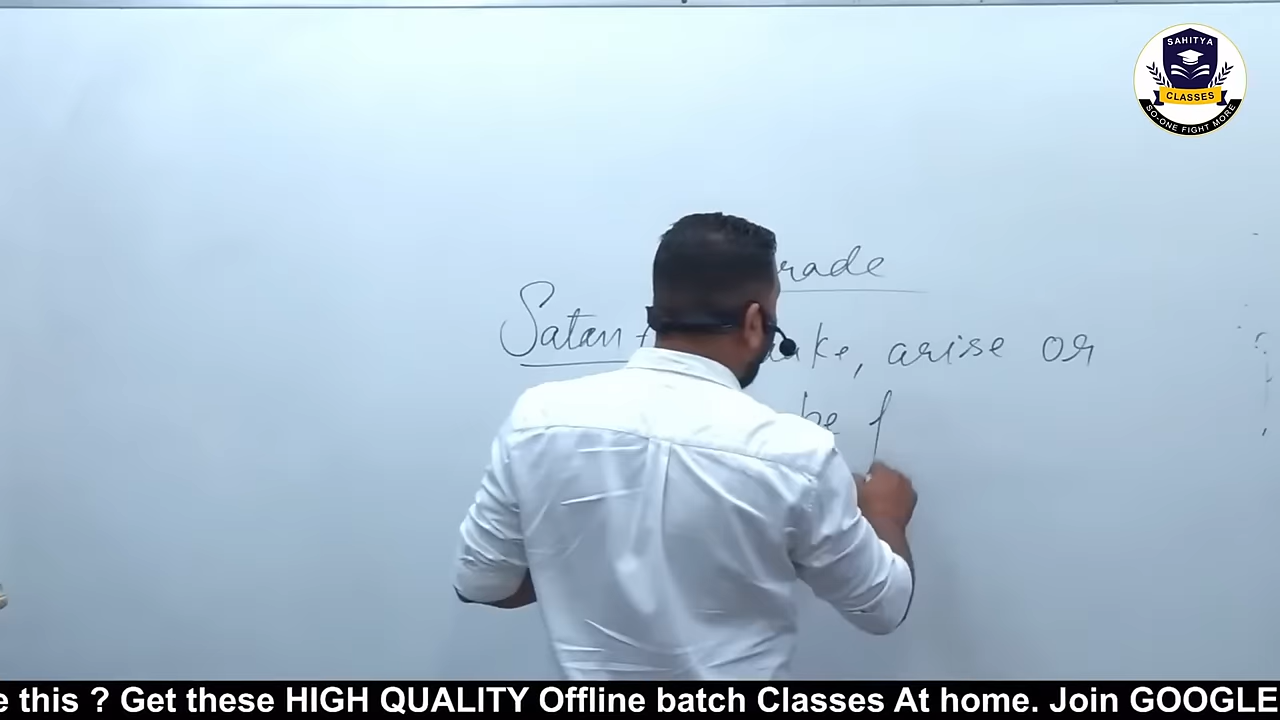 SAHITYA
CLASSES
SO-ONE FIGHT MORE
Satan
arise or
be f
e this ? Get these HIGH QUALITY Offline batch Classes At home. Join GOOGLE